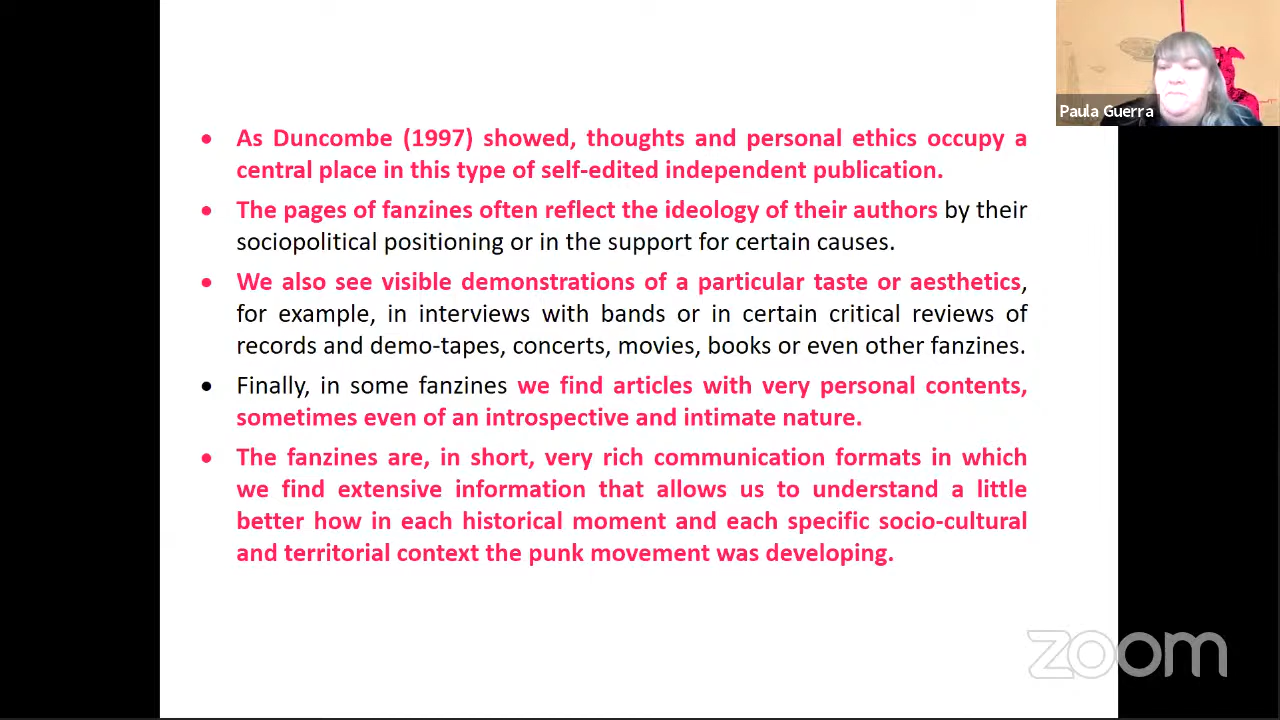 Paula Guerra
• As Duncombe (1997) showed, thoughts and personal ethics occupy a
central place in this type of self-edited independent publication.
• The pages of fanzines often reflect the ideology of their authors by their
sociopolitical positioning or in the support for certain causes.
• We also see visible demonstrations of a particular taste or aesthetics,
for example, in interviews with bands or in certain critical reviews of
records and demo-tapes, concerts, movies, books or even other fanzines.
• Finally, in some fanzines we find articles with very personal contents,
sometimes even of an introspective and intimate nature.
• The fanzines are, in short, very rich communication formats in which
we find extensive information that allows us to understand a little
better how in each historical moment and each specific socio-cultural
and territorial context the punk movement was developing.
zoom